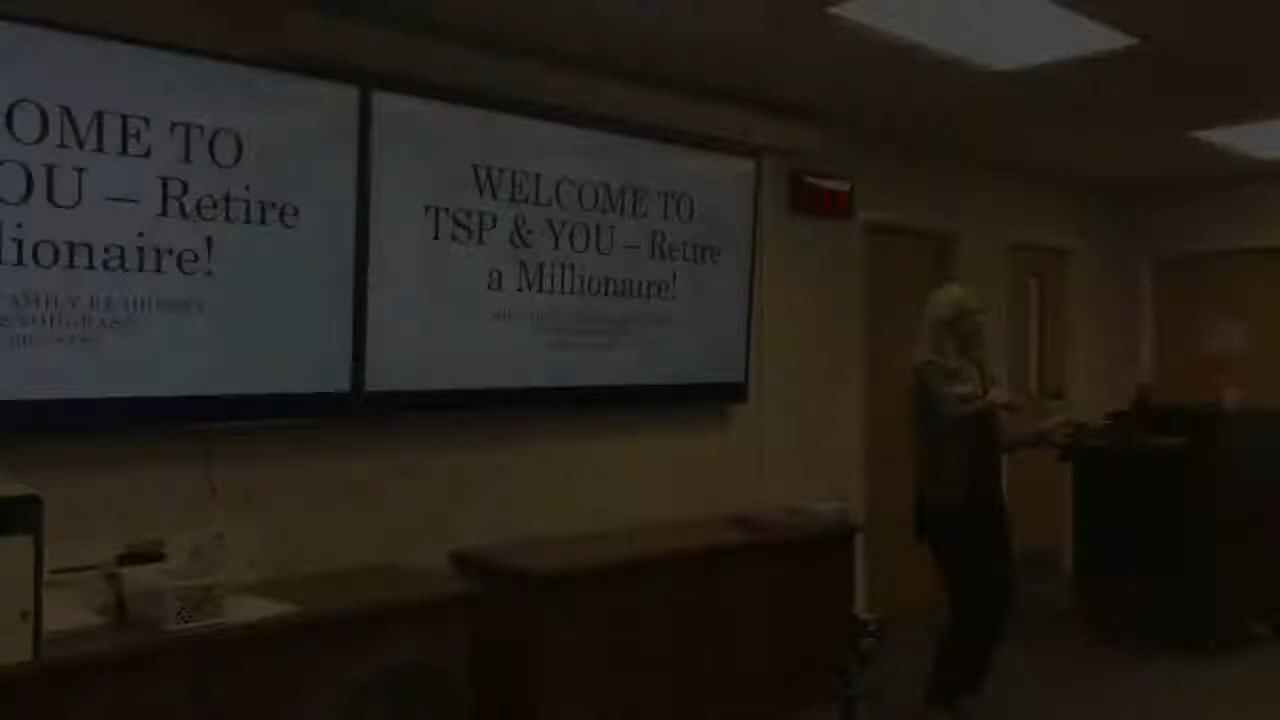 OME TO
OU – Retire
lionaire!
WELCOME TO
TSP & YOU – Retire
a Millionaire!